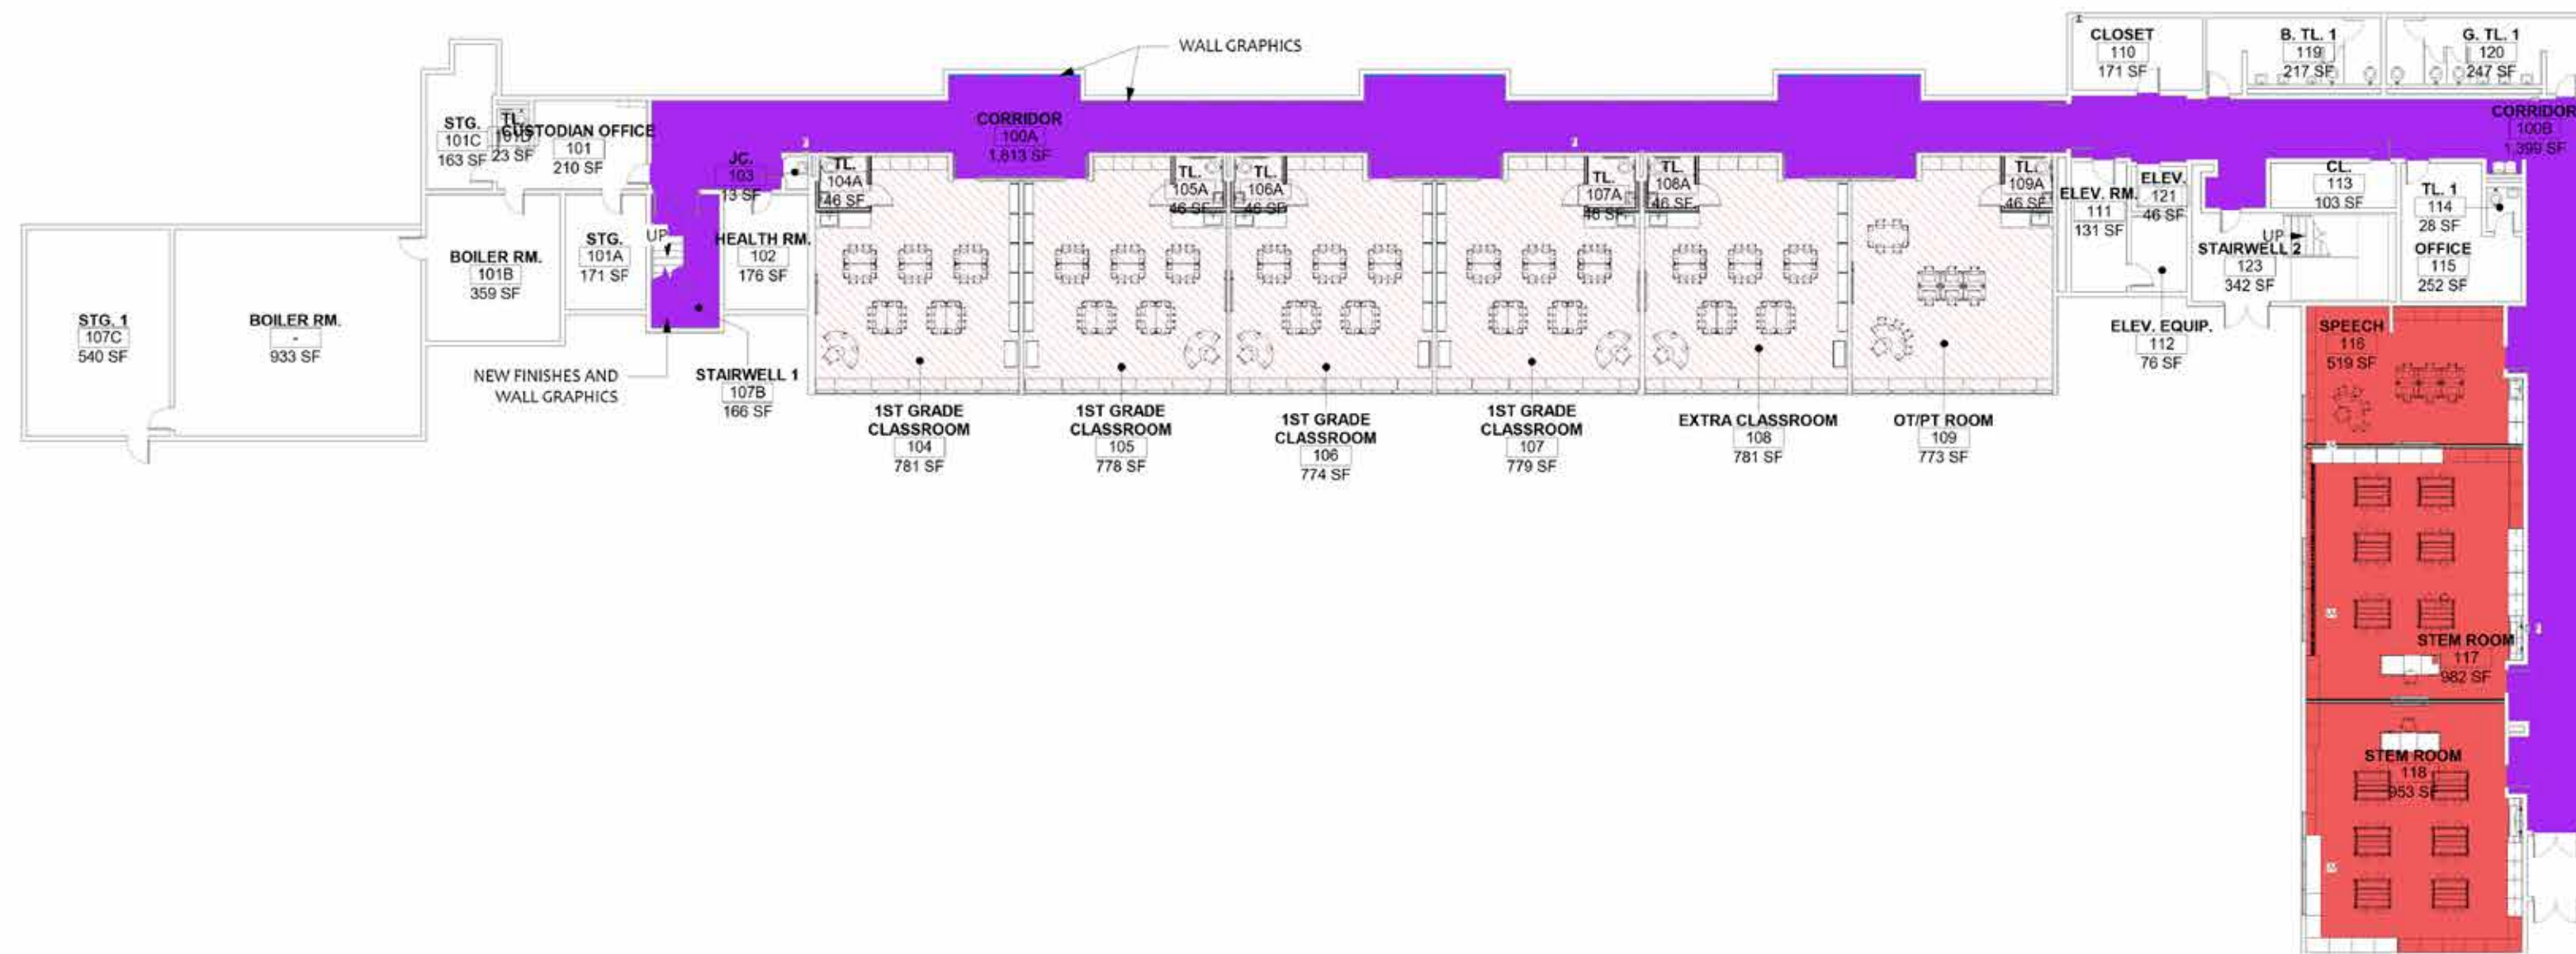 WALL GRAPHICS
CLOSET
110
171 SF
B. TL. 1
119
217 SF
G. TL. 1
120
247 SF
STG.
101C
163 SF
TL.
101D
23 SF
CUSTODIAN OFFICE
101
210 SF
CORRIDOR
100A
1,813 SF
CORRIDOR
100B
1,399 SF
JC.
103
13 SF
TL.
104A
46 SF
TL.
105A
46 SF
TL.
106A
46 SF
TL.
107A
46 SF
TL.
108A
46 SF
TL.
109A
46 SF
ELEV. RM.
111
131 SF
ELEV.
121
46 SF
CL.
113
103 SF
TL. 1
114
28 SF
STG. 1
107C
540 SF
BOILER RM.
-
933 SF
BOILER RM.
101B
359 SF
STG.
101A
171 SF
UP
HEALTH RM.
102
176 SF
UP
STAIRWELL 2
123
342 SF
OFFICE
115
252 SF
NEW FINISHES AND
WALL GRAPHICS
STAIRWELL 1
107B
166 SF
ELEV. EQUIP.
112
76 SF
SPEECH
116
519 SF
1ST GRADE
CLASSROOM
104
781 SF
1ST GRADE
CLASSROOM
105
778 SF
1ST GRADE
CLASSROOM
106
774 SF
1ST GRADE
CLASSROOM
107
779 SF
EXTRA CLASSROOM
108
781 SF
OT/PT ROOM
109
773 SF
STEM ROOM
117
982 SF
STEM ROOM
118
953 SF